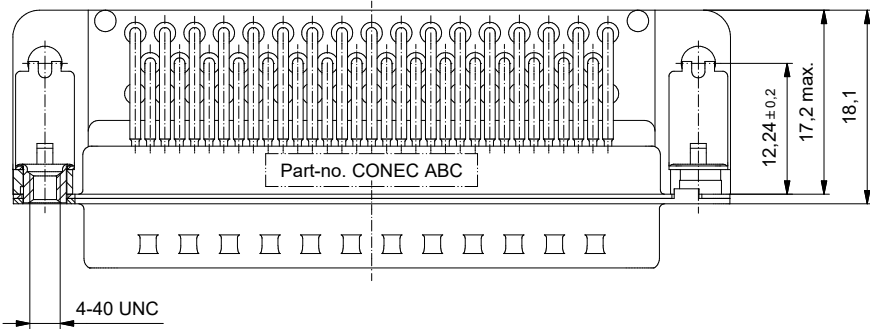 Part-no. CONEC ABC
4-40 UNC
12,24 ± 0,2
17,2 max.
18,1